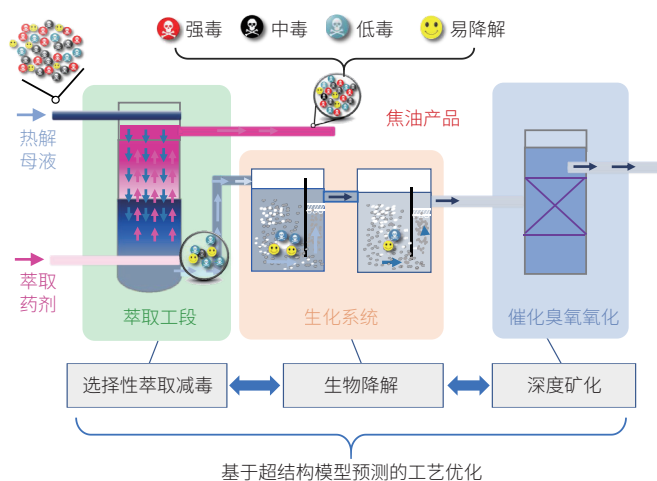 强毒 中毒 低毒 易降解
焦油产品
热解
母液
萃取
药剂
萃取工段
生化系统
催化臭氧氧化
选择性萃取减毒
生物降解
深度矿化
基于超结构模型预测的工艺优化